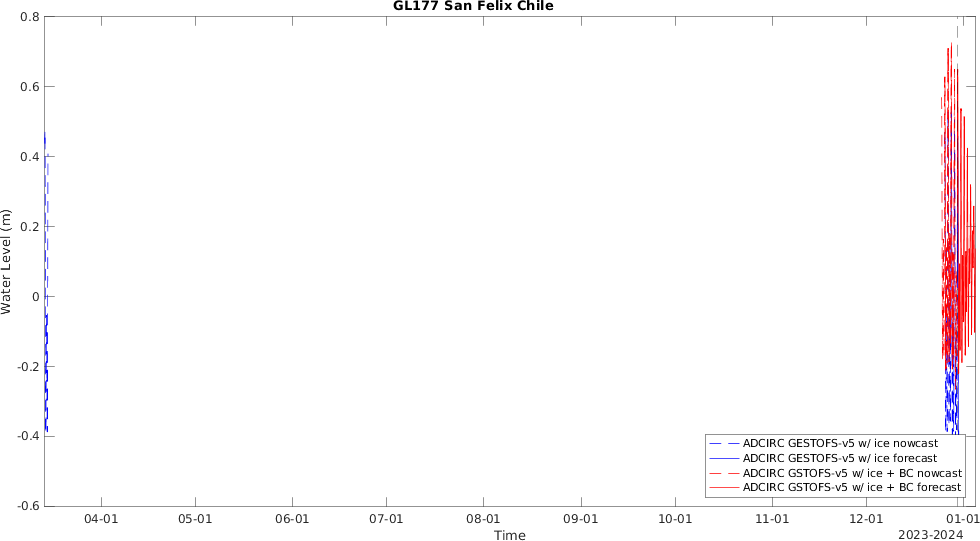 GL177 San Felix Chile
0.8
0.6
0.4
0.2
0
-0.2
-0.4
-0.6
Water Level (m)
ADCIRC GESTOFS-v5 w/ ice nowcast
ADCIRC GESTOFS-v5 w/ ice forecast
ADCIRC GSTOFS-v5 w/ ice + BC nowcast
ADCIRC GSTOFS-v5 w/ ice + BC forecast
04-01 05-01 06-01 07-01 08-01 09-01 10-01 11-01 12-01 01-01
Time
2023-2024